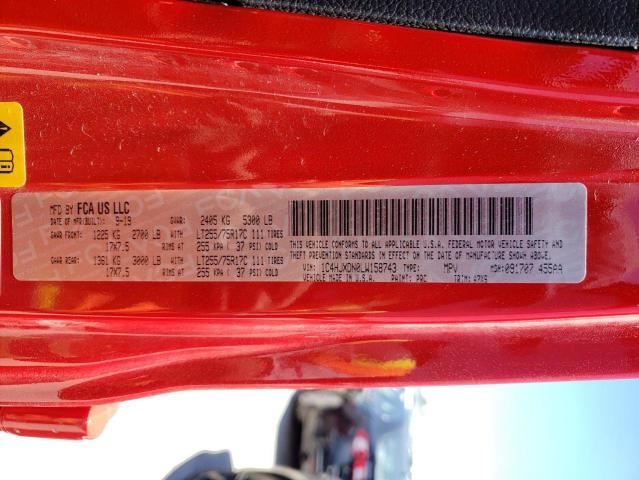 MFD BY FCA US LLC
DATE OF MFR(BUILT): 9-19 GVWR: 2405 KG 5300 LB
GAWR FRONT: 1225 KG 2700 LB WITH LT255/75R17C 111 TIRES
17X7.5 RIMS AT 255 KPA ( 37 PSI) COLD
GAWR REAR: 1361 KG 3000 LB WITH LT255/75R17C 111 TIRES
17X7.5 RIMS AT 255 KPA ( 37 PSI) COLD
THIS VEHICLE CONFORMS TO ALL APPLICABLE U.S.A. FEDERAL MOTOR VEHICLE SAFETY AND
THEFT PREVENTION STANDARDS IN EFFECT ON THE DATE OF MANUFACTURE SHOWN ABOVE
VIN: 1C4HJXDN0LW158743 TYPE: MPV MDH: 091707 455AA
VEHICLE MADE IN U.S.A. PAINT: PRC TRIM: A7X9